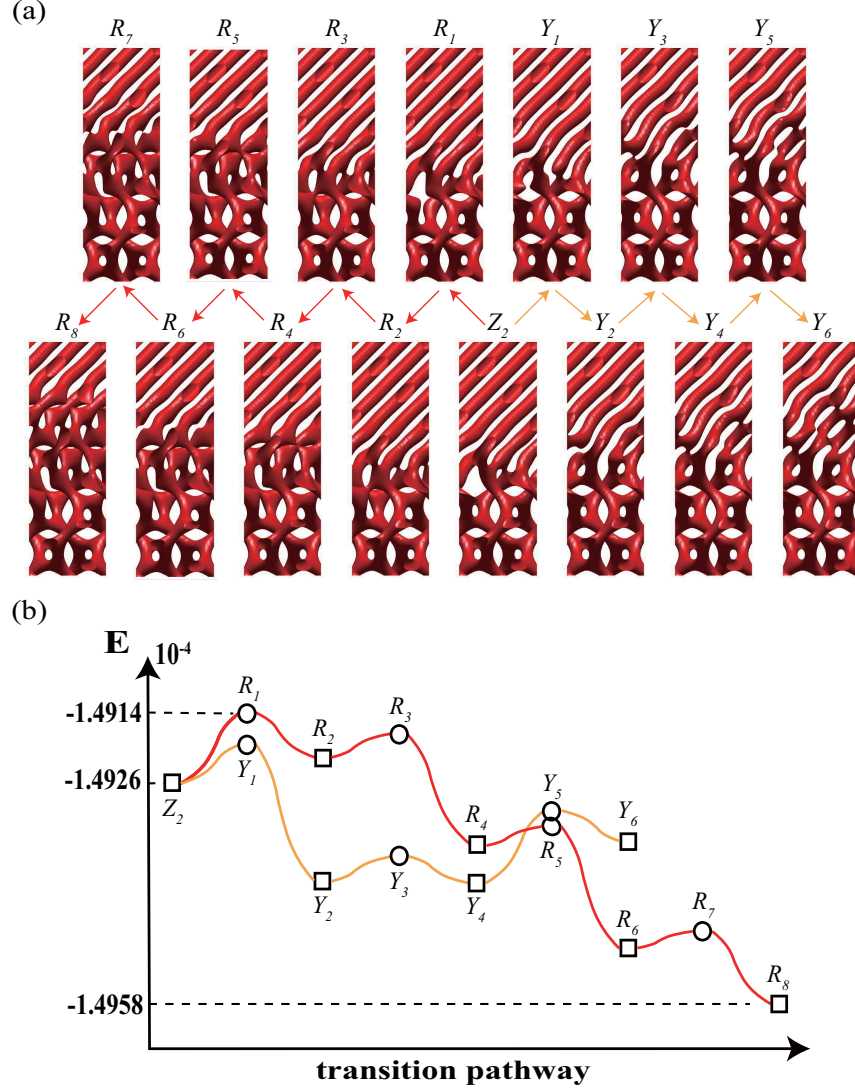 (a)
R₇ R₅ R₃ R₁ Y₁ Y₃ Y₅
R₈ R₆ R₄ R₂ Z₂ Y₂ Y₄ Y₆
(b)
E 10⁻⁴
-1.4914
-1.4926
-1.4958
R₁
R₂
R₃
Y₁
Z₂
R₄
Y₅
Y₆
R₅
Y₂
Y₃
Y₄
R₆
R₇
R₈
transition pathway